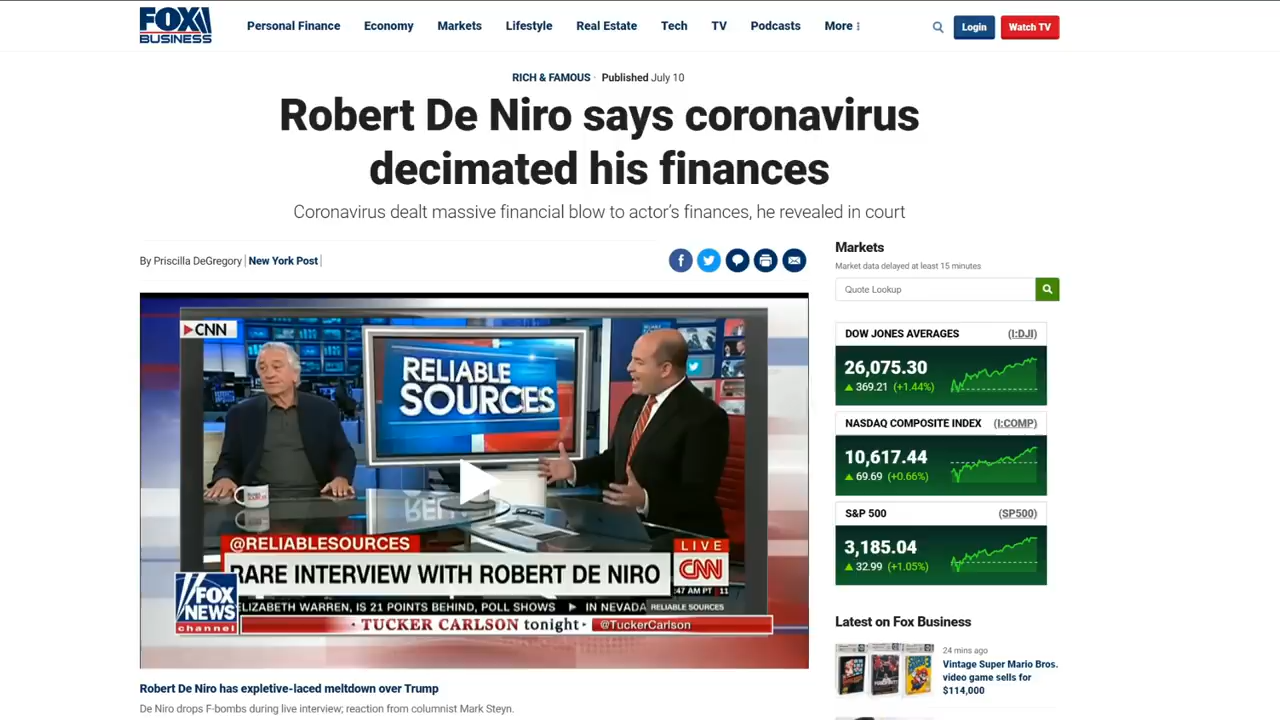 FOX
BUSINESS
Personal Finance
Economy
Markets
Lifestyle
Real Estate
Tech
TV
Podcasts
More
Login
Watch TV
RICH & FAMOUS · Published July 10
Robert De Niro says coronavirus
decimated his finances
Coronavirus dealt massive financial blow to actor's finances, he revealed in court
By Priscilla DeGregory | New York Post |
CNN
RELIABLE
SOURCES
@RELIABLESOURCES
RARE INTERVIEW WITH ROBERT DE NIRO
LIVE
CNN
:47 AM PT
ELIZABETH WARREN, IS 21 POINTS BEHIND, POLL SHOWS ▶ IN NEVADA
RELIABLE SOURCES
FOX
NEWS
channel
· TUCKER CARLSON tonight ·
@TuckerCarlson
Robert De Niro has expletive-laced meltdown over Trump
De Niro drops F-bombs during live interview; reaction from columnist Mark Steyn.
Markets
Market data delayed at least 15 minutes
Quote Lookup
DOW JONES AVERAGES (I:DJI)
26,075.30
▲ 369.21 (+1.44%)
NASDAQ COMPOSITE INDEX (I:COMP)
10,617.44
▲ 69.69 (+0.66%)
S&P 500 (SP500)
3,185.04
▲ 32.99 (+1.05%)
Latest on Fox Business
24 mins ago
Vintage Super Mario Bros.
video game sells for
$114,000